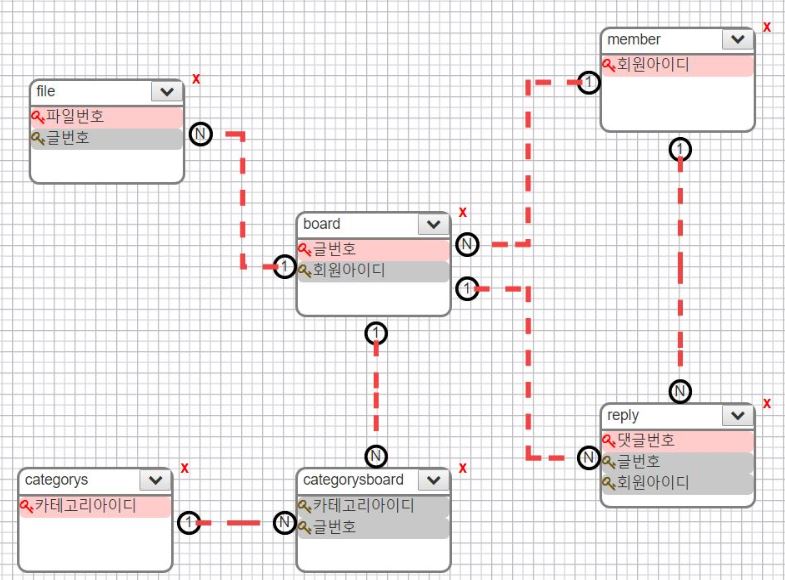 member
X
회원아이디
1
1
file
X
파일번호
글번호
N
board
X
글번호
회원아이디
N
1
1
1
categorys
X
카테고리아이디
1
N
categorysboard
X
카테고리아이디
글번호
N
reply
X
댓글번호
글번호
회원아이디
N
N